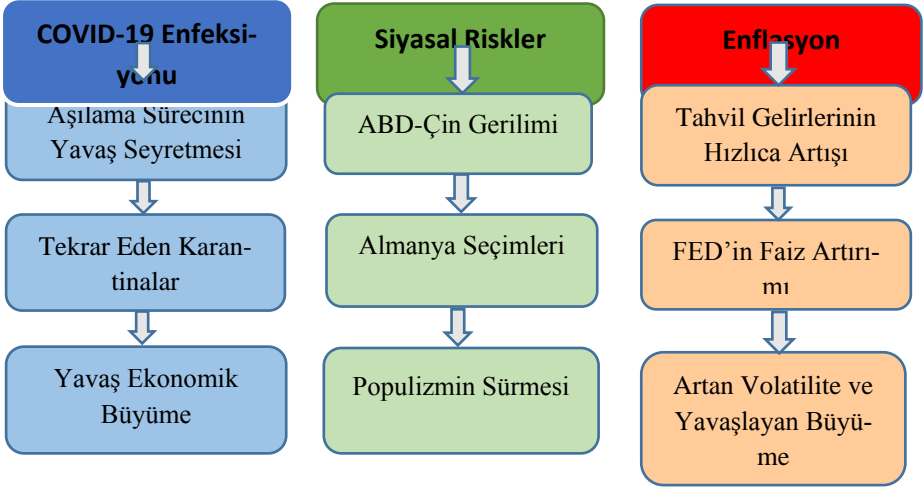 COVID-19 Enfeksi-
yonu
Aşılama Sürecinin
Yavaş Seyretmesi
Tekrar Eden Karan-
tinalar
Yavaş Ekonomik
Büyüme
Siyasal Riskler
ABD-Çin Gerilimi
Almanya Seçimleri
Populizmin Sürmesi
Enflasyon
Tahvil Gelirlerinin
Hızlıca Artışı
FED’in Faiz Artırı-
mı
Artan Volatilite ve
Yavaşlayan Büyü-
me